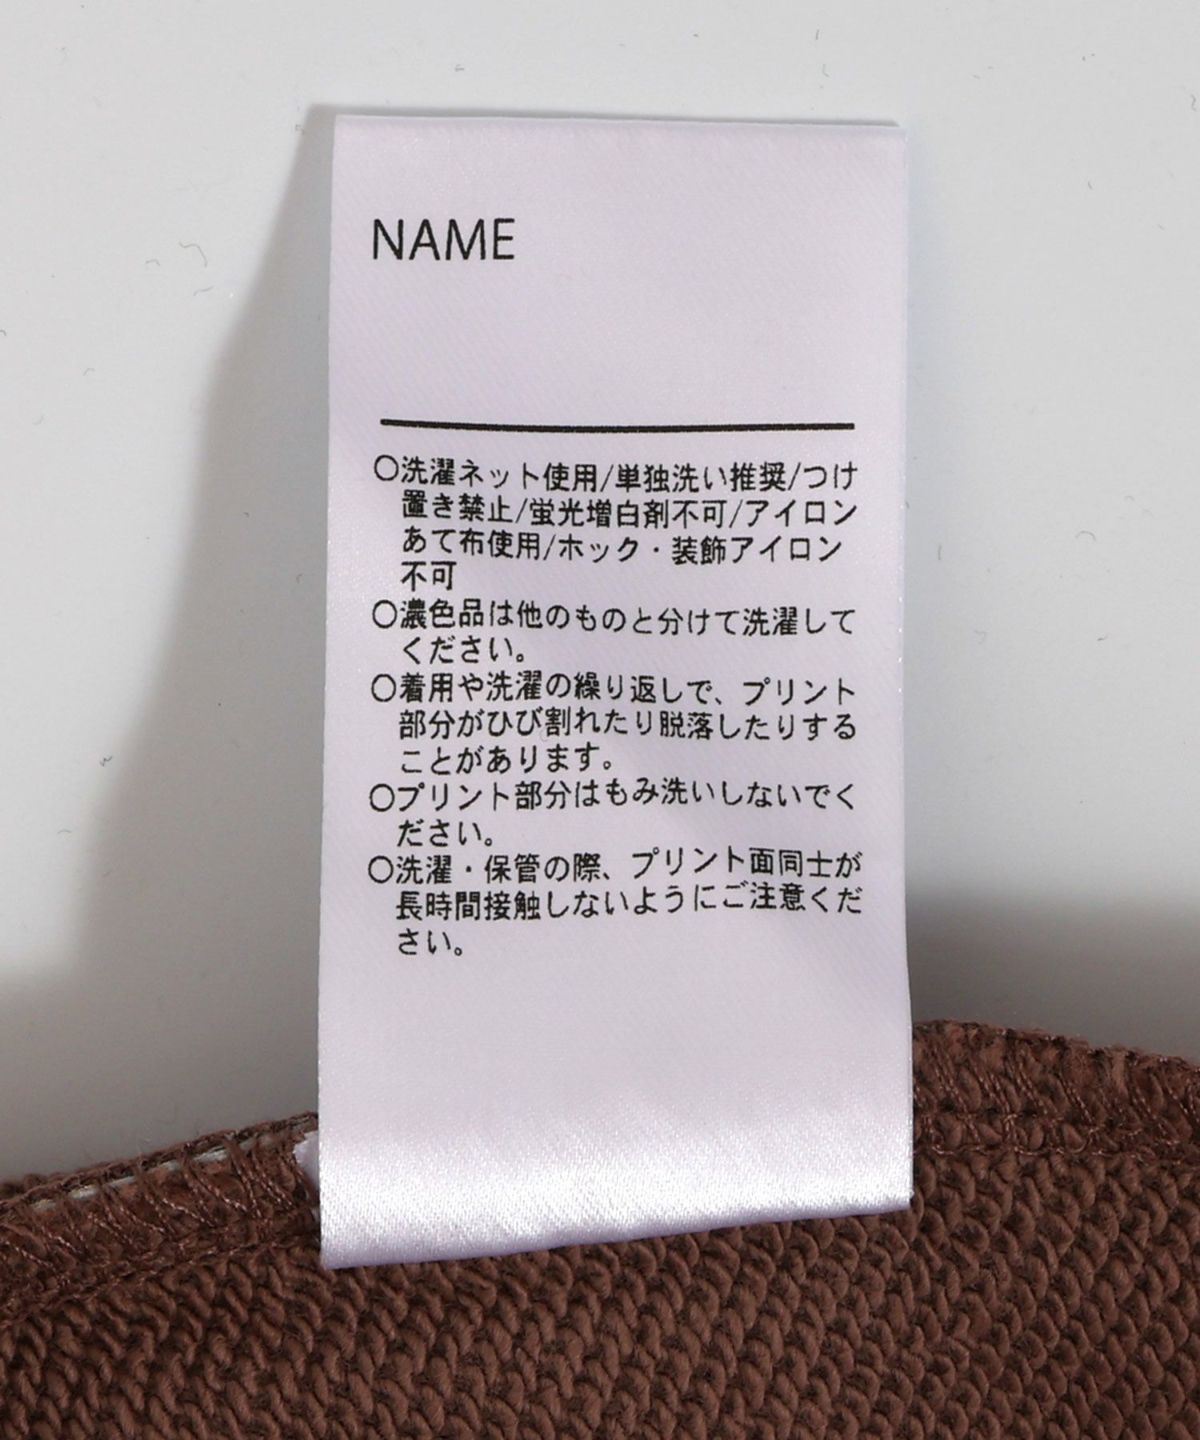 NAME
○洗濯ネット使用/単独洗い推奨/つけ
置き禁止/蛍光増白剤不可/アイロン
あて布使用/ホック・装飾アイロン
不可
○濃色品は他のものと分けて洗濯して
ください。
○着用や洗濯の繰り返しで、プリント
部分がひび割れたり脱落したりする
ことがあります。
○プリント部分はもみ洗いしないでく
ださい。
○洗濯・保管の際、プリント面同士が
長時間接触しないようにご注意くだ
さい。